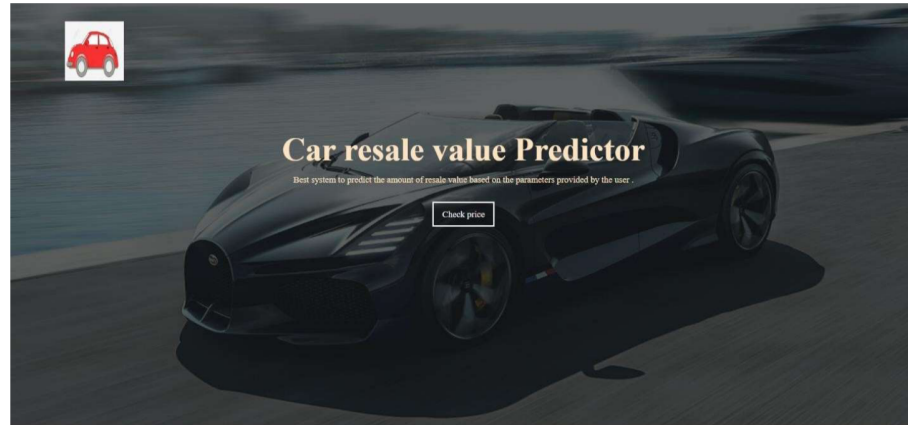 Car resale value Predictor
Best system to predict the amount of resale value based on the parameters provided by the user .
Check price